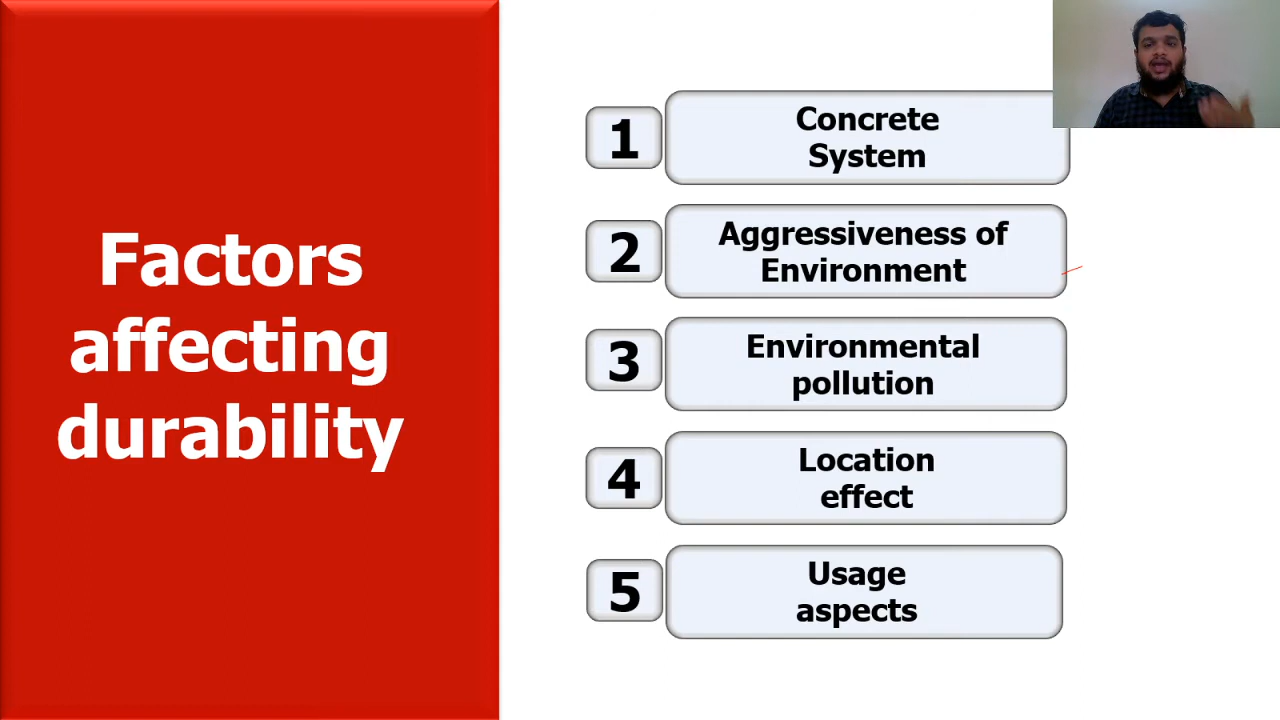 Factors
affecting
durability
1
Concrete
System
2
Aggressiveness of
Environment
3
Environmental
pollution
4
Location
effect
5
Usage
aspects